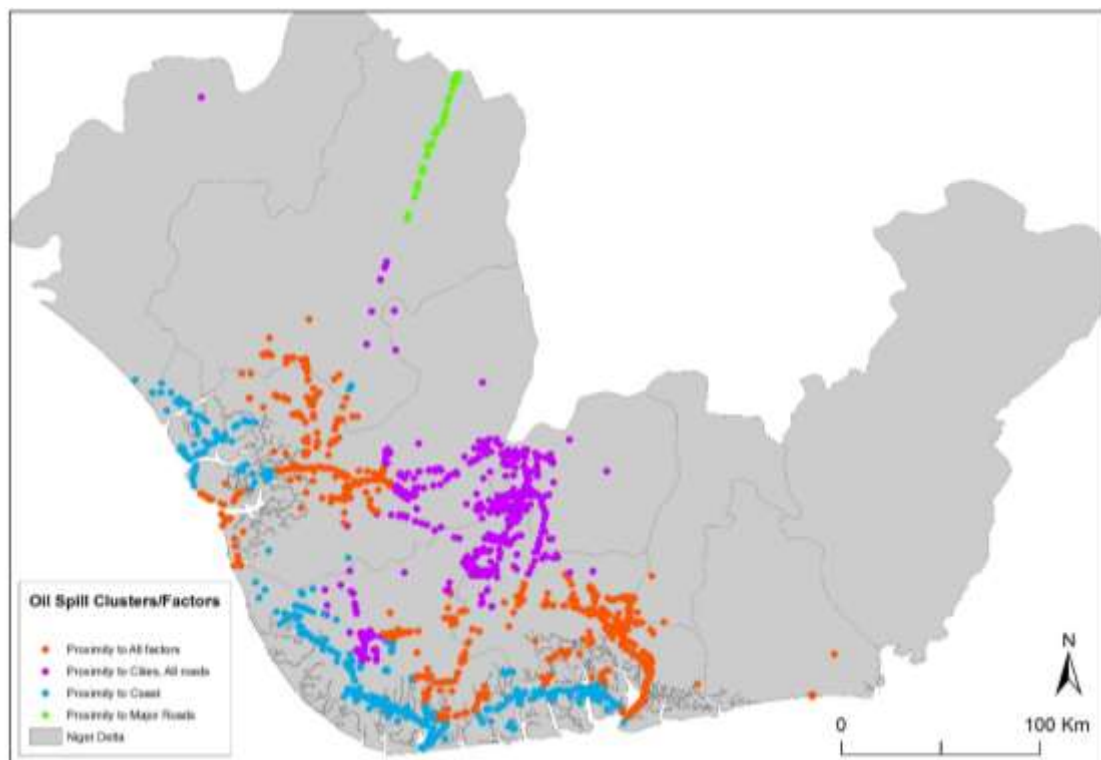 Oil Spill Clusters/Factors
Proximity to All factors
Proximity to Cities, All roads
Proximity to Coast
Proximity to Major Roads
Niger Delta
N
0 100 Km